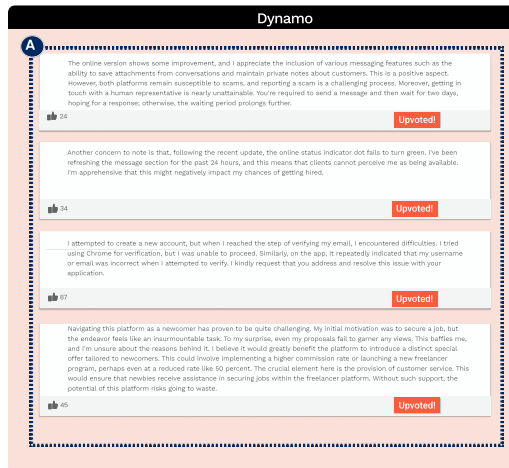 Dynamo
A
The online version shows some improvement, and I appreciate the inclusion of various messaging features such as the
ability to save attachments from conversations and maintain private notes about customers. This is a positive aspect.
However, both platforms remain susceptible to scams, and reporting a scam is a challenging process. Moreover, getting in
touch with a human representative is nearly unattainable. You're required to send a message and then wait for two days,
hoping for a response; otherwise, the waiting period prolongs further.
24
Upvoted!
Another concern to note is that, following the recent update, the online status indicator dot fails to turn green. I've been
refreshing the message section for the past 24 hours, and this means that clients cannot perceive me as being available.
I'm apprehensive that this might negatively impact my chances of getting hired.
34
Upvoted!
I attempted to create a new account, but when I reached the step of verifying my email, I encountered difficulties. I tried
using Chrome for verification, but I was unable to proceed. Similarly, on the app, it repeatedly indicated that my username
or email was incorrect when I attempted to verify. I kindly request that you address and resolve this issue with your
application.
87
Upvoted!
Navigating this platform as a newcomer has proven to be quite challenging. My initial motivation was to secure a job, but
the endeavor feels like an insurmountable task. To my surprise, even my proposals fail to garner any views. This baffles me,
and I'm unsure about the reasons behind it. I believe it would greatly benefit the platform to introduce a distinct special
offer tailored to newcomers. This could involve implementing a higher commission rate or launching a new freelancer
program, perhaps even at a reduced rate like 50 percent. The crucial element here is the provision of customer service. This
would ensure that newbies receive assistance in securing jobs within the freelancer platform. Without such support, the
potential of this platform risks going to waste.
45
Upvoted!